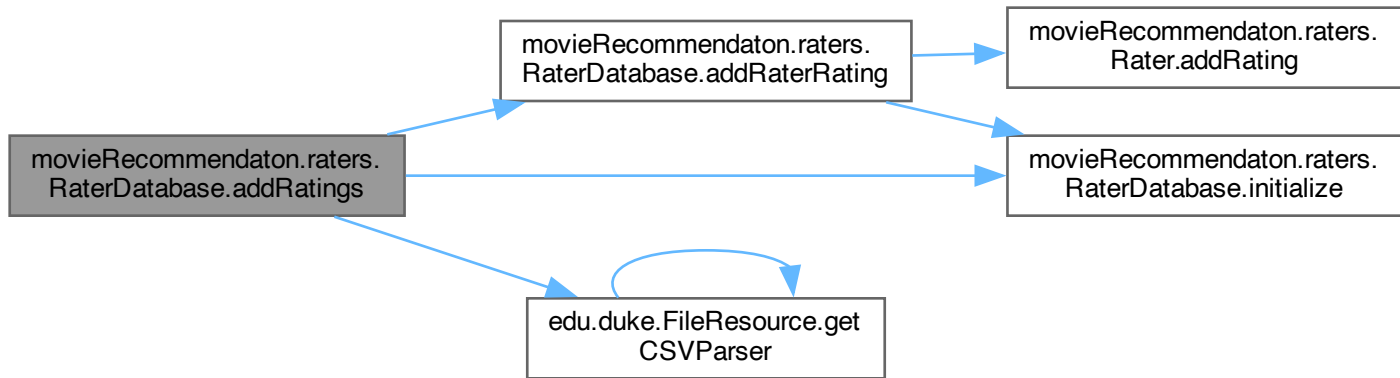 movieRecommendaton.raters.
RaterDatabase.addRatings
movieRecommendaton.raters.
RaterDatabase.addRaterRating
movieRecommendaton.raters.
Rater.addRating
movieRecommendaton.raters.
RaterDatabase.initialize
edu.duke.FileResource.get
CSVParser